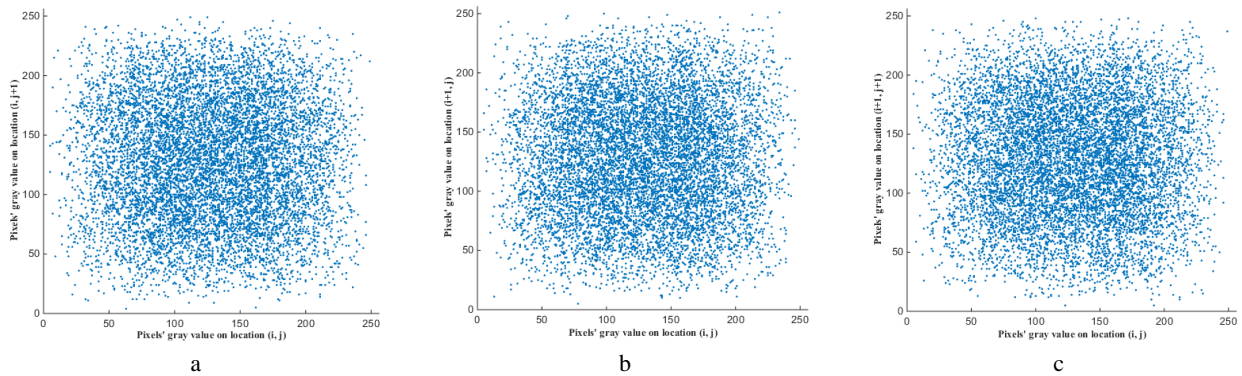 250
200
150
100
50
0
Pixels' gray value on location (i, j+1)
0 50 100 150 200 250
Pixels' gray value on location (i, j)
a
250
200
150
100
50
0
Pixels' gray value on location (i+1, j)
0 50 100 150 200 250
Pixels' gray value on location (i, j)
b
250
200
150
100
50
0
Pixels' gray value on location (i+1, j+1)
0 50 100 150 200 250
Pixels' gray value on location (i, j)
c